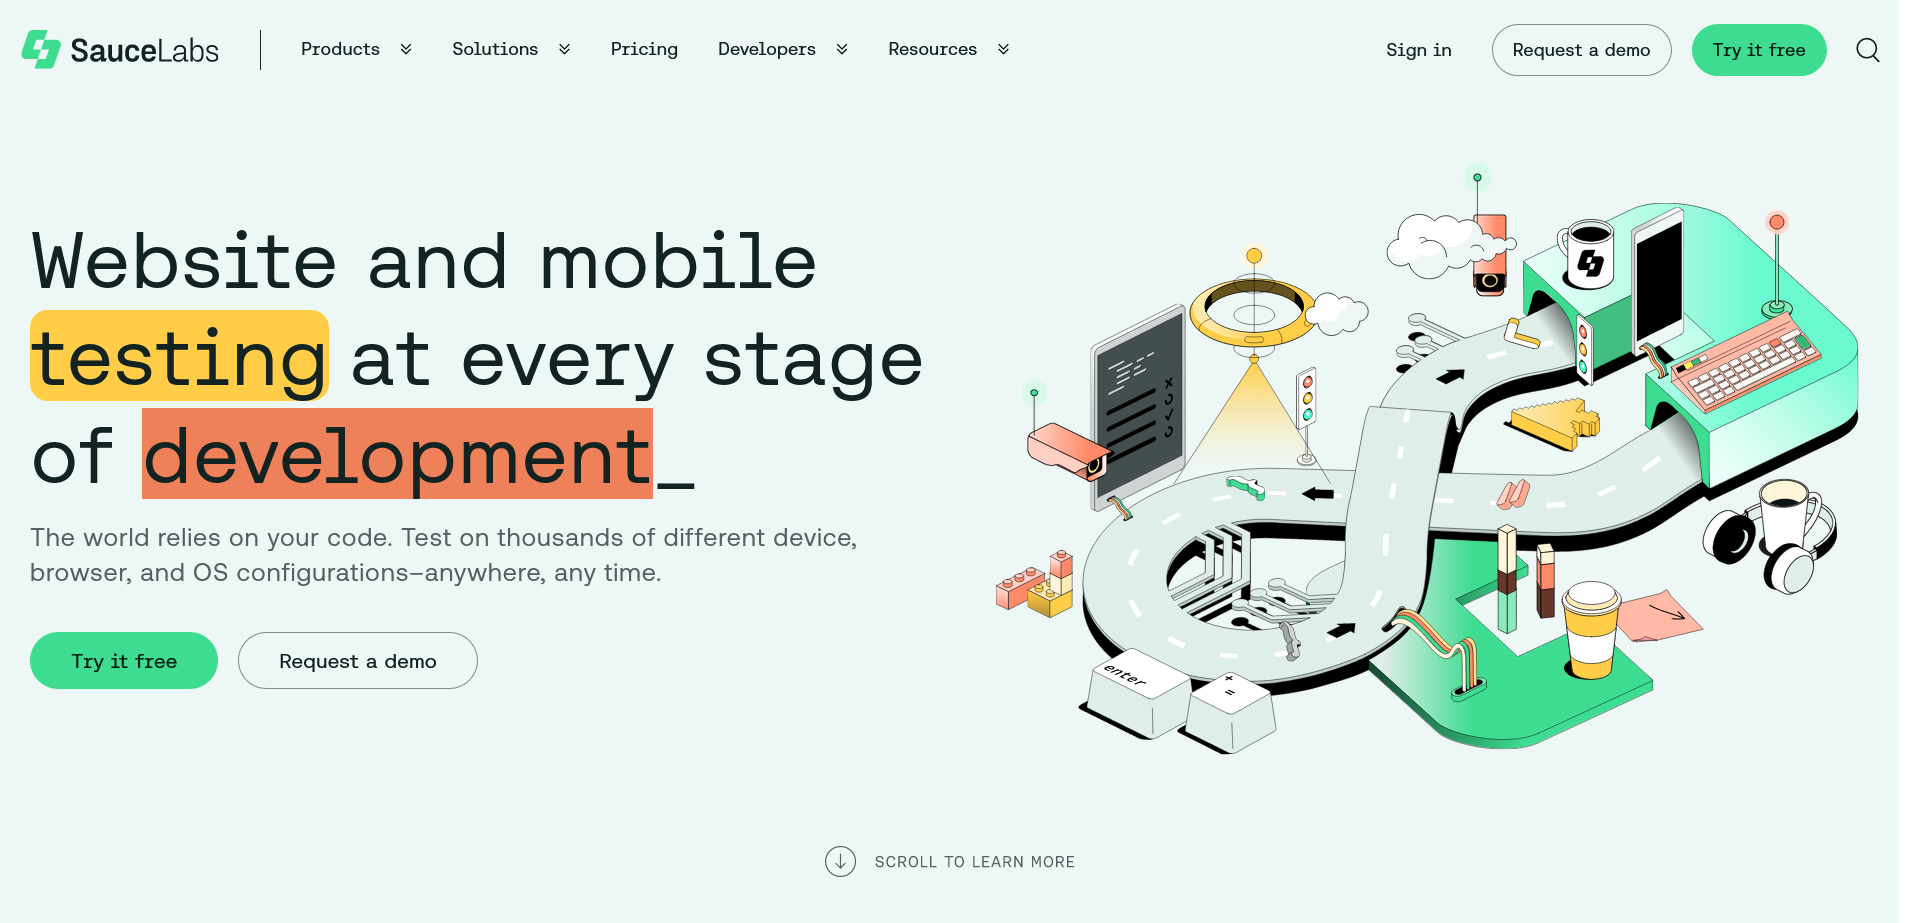 SauceLabs
Products
Solutions
Pricing
Developers
Resources
Sign in
Request a demo
Try it free
Website and mobile
testing at every stage
of development_
The world relies on your code. Test on thousands of different device,
browser, and OS configurations–anywhere, any time.
Try it free
Request a demo
enter
+
=
SCROLL TO LEARN MORE